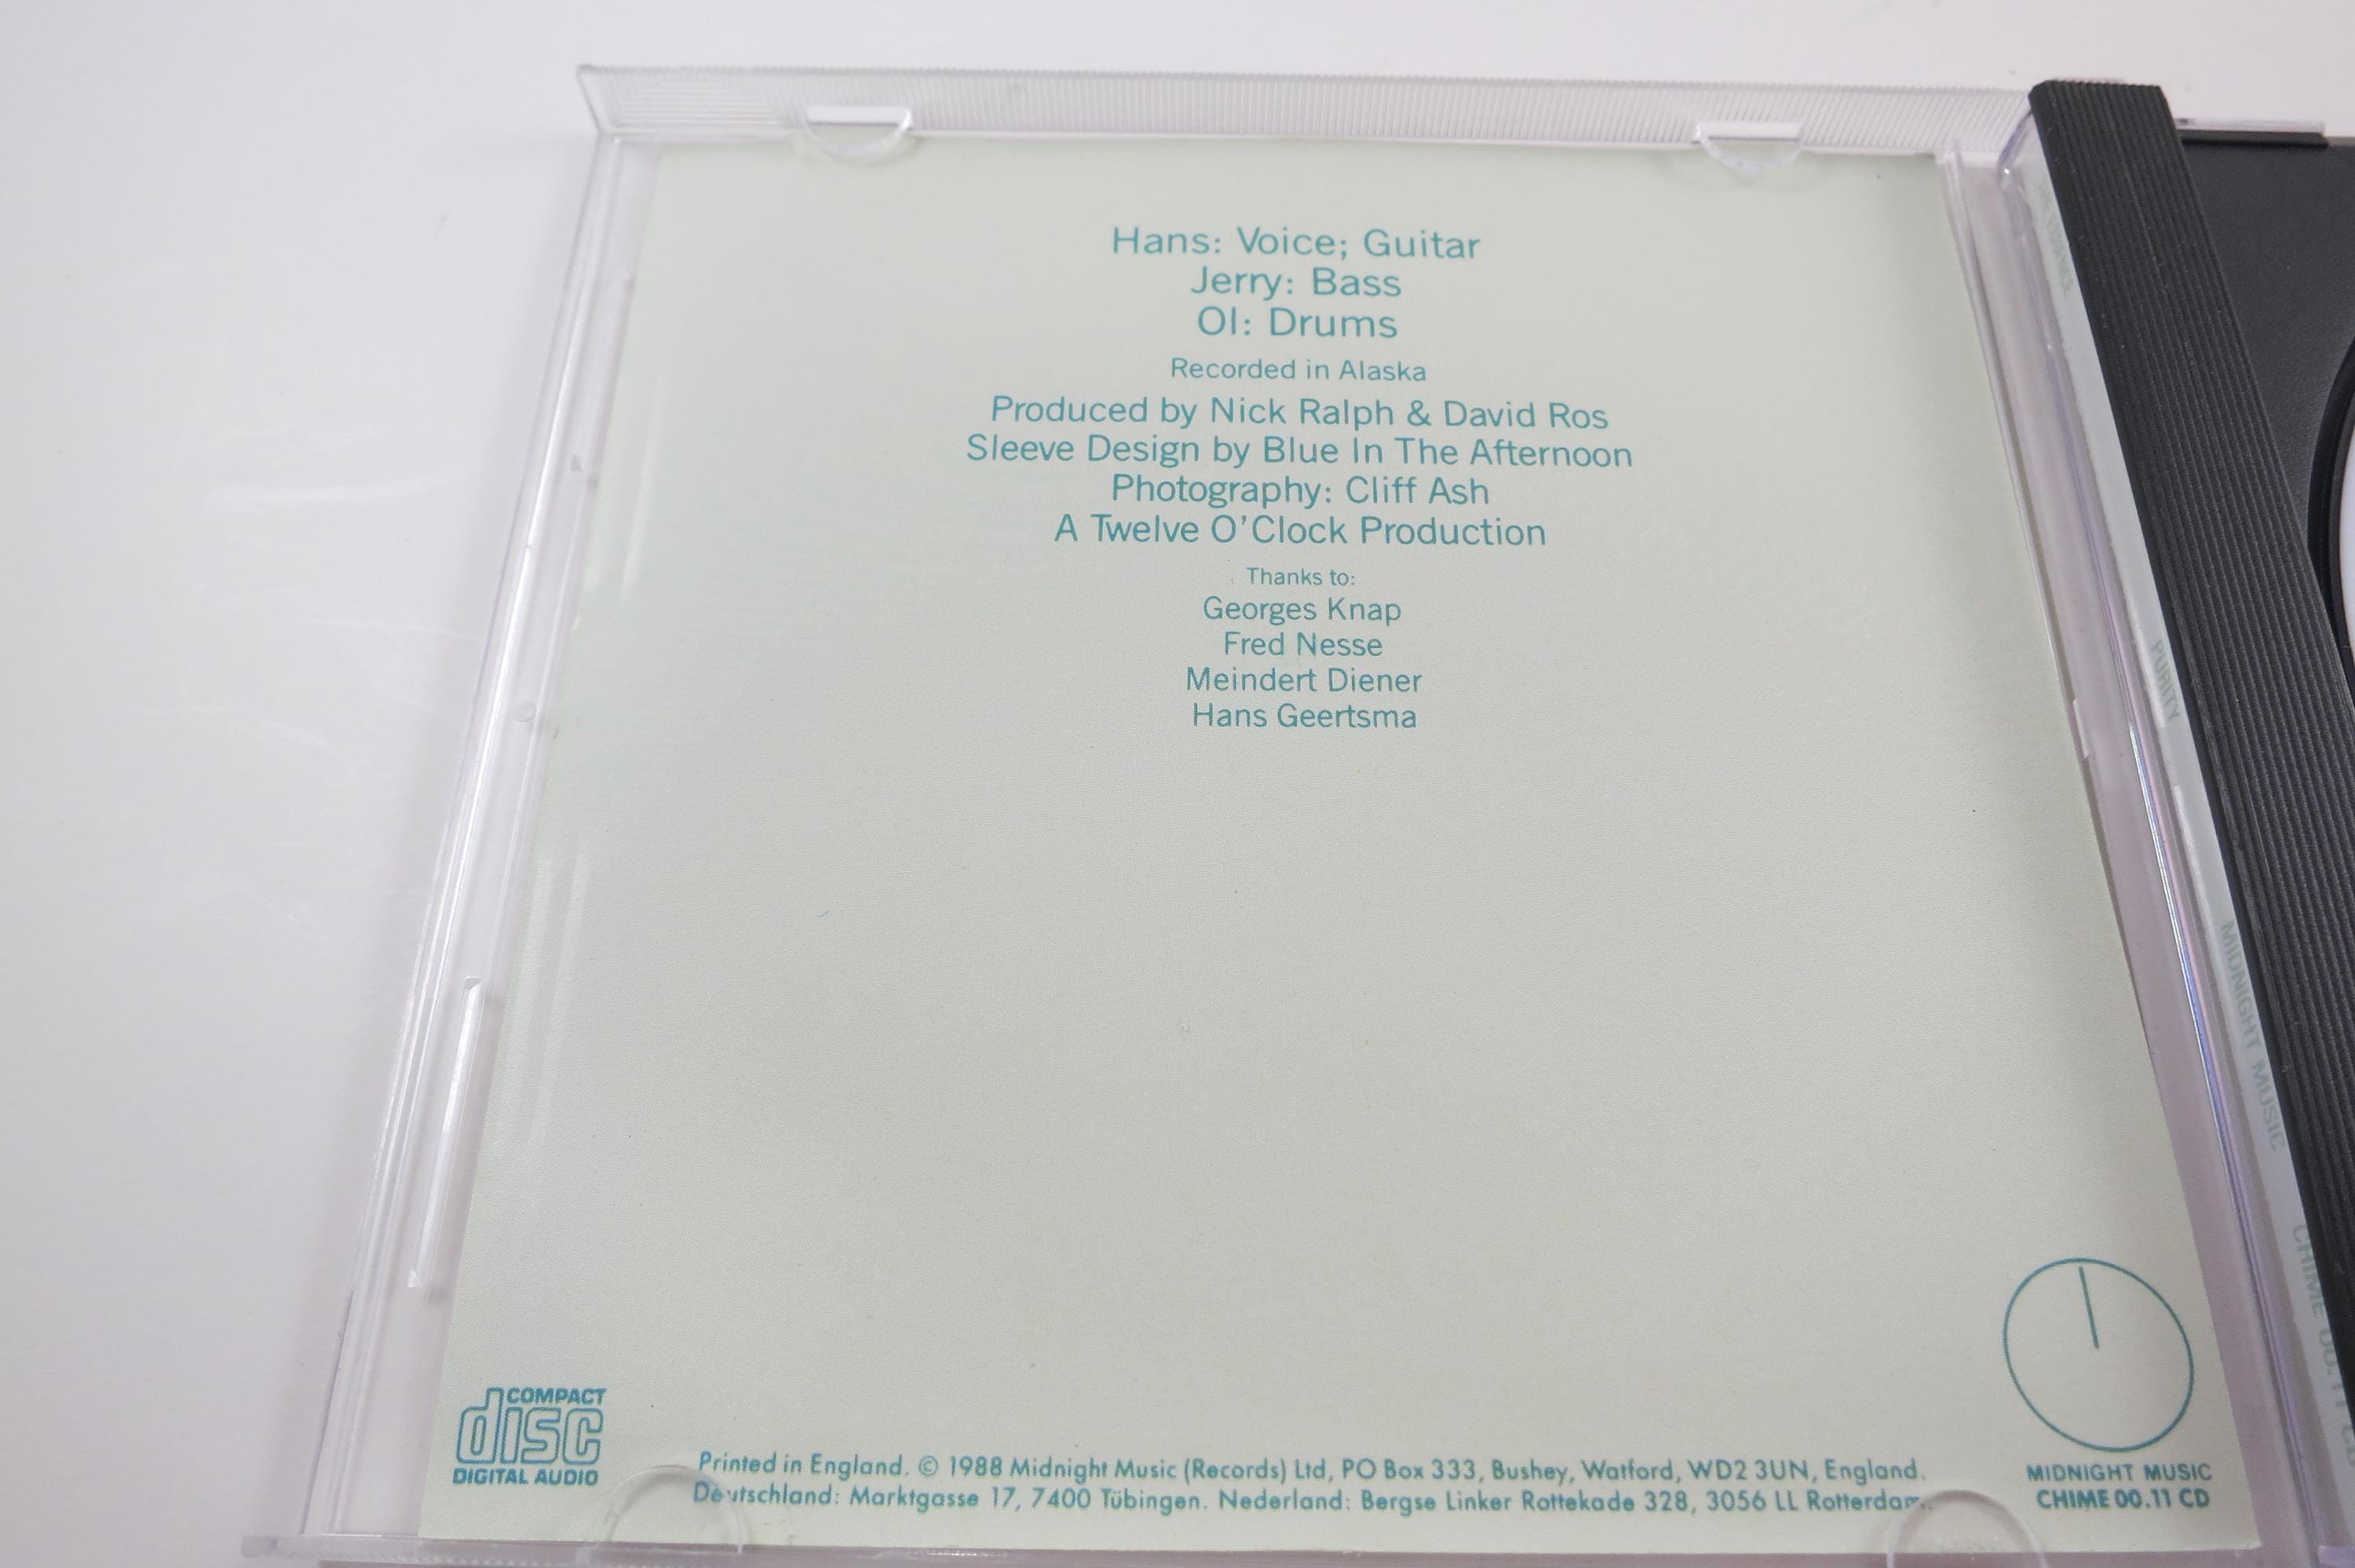 Hans: Voice; Guitar
Jerry: Bass
Ol: Drums
Recorded in Alaska
Produced by Nick Ralph & David Ros
Sleeve Design by Blue In The Afternoon
Photography: Cliff Ash
A Twelve O'Clock Production
Thanks to:
Georges Knap
Fred Nesse
Meindert Diener
Hans Geertsma
COMPACT
disc
DIGITAL AUDIO
Printed in England. © 1988 Midnight Music (Records) Ltd, PO Box 333, Bushey, Watford, WD2 3UN, England.
Deutschland: Marktgasse 17, 7400 Tübingen. Nederland: Bergse Linker Rottekade 328, 3056 LL Rotterdam.
MIDNIGHT MUSIC
CHIME 00.11 CD
PURITY
MIDNIGHT MUSIC
CHIME 00.11 CD